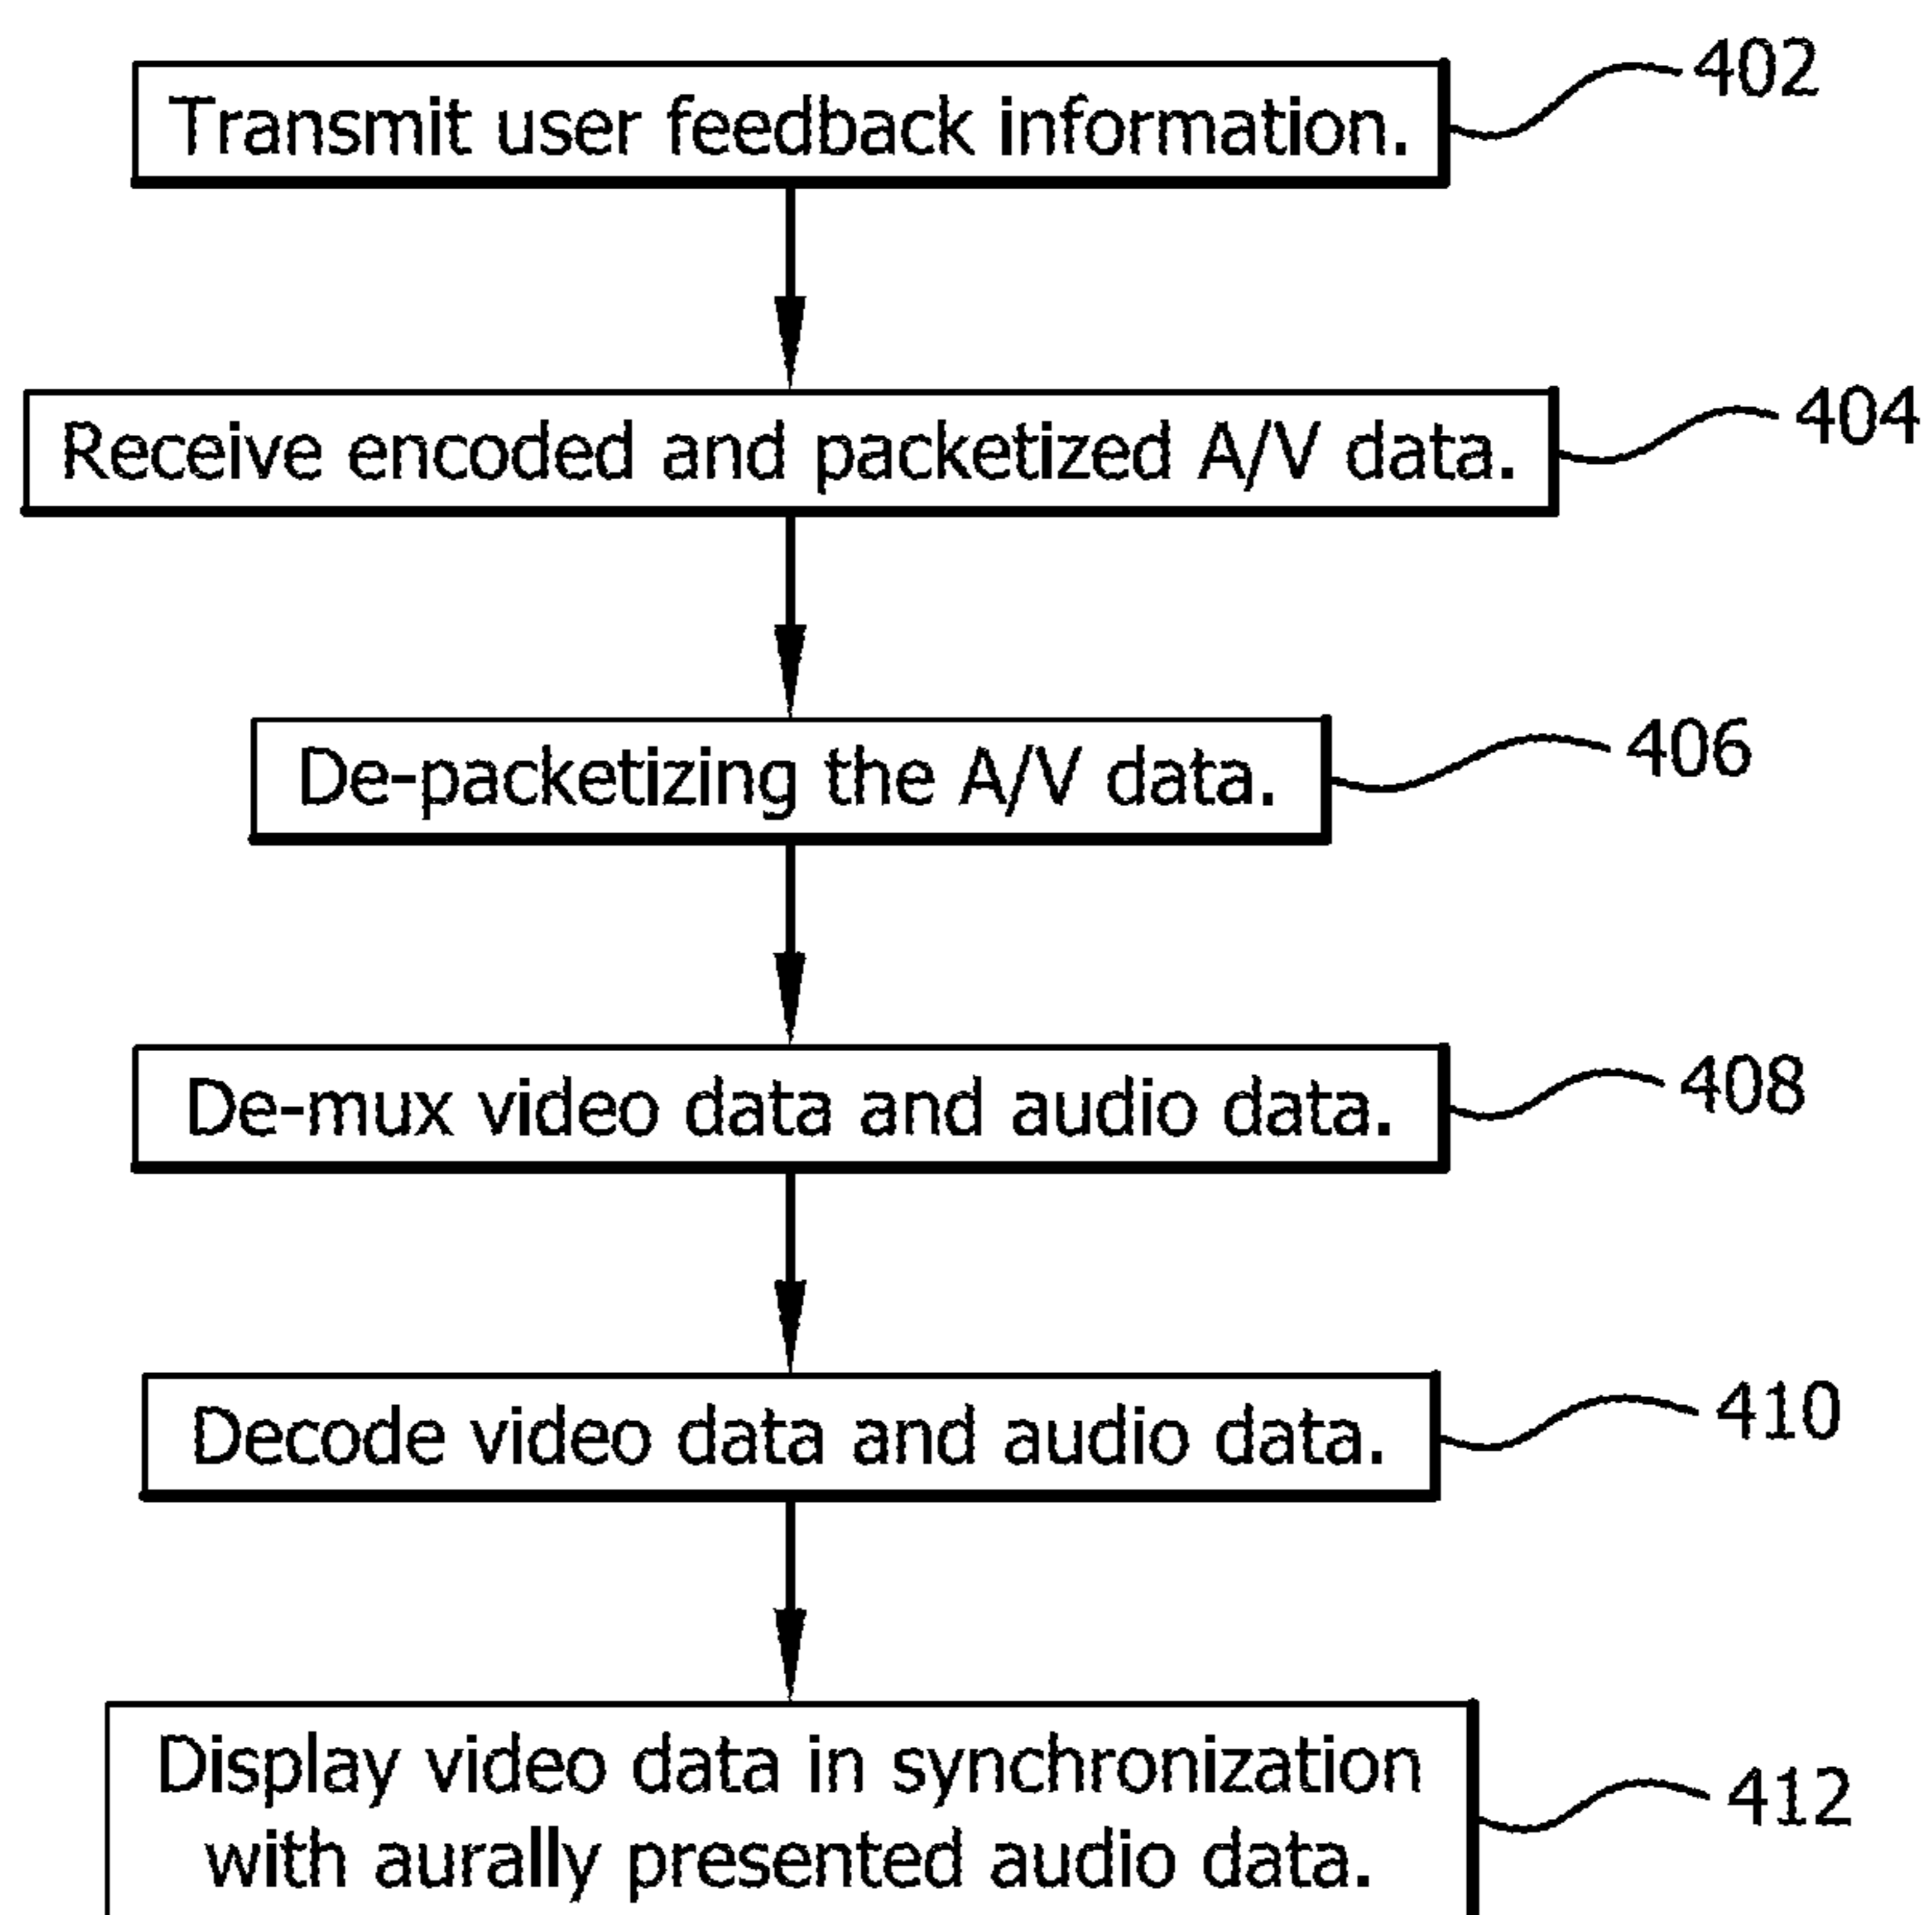 Transmit user feedback information.
402
Receive encoded and packetized A/V data.
404
De-packetizing the A/V data.
406
De-mux video data and audio data.
408
Decode video data and audio data.
410
Display video data in synchronization
with aurally presented audio data.
412